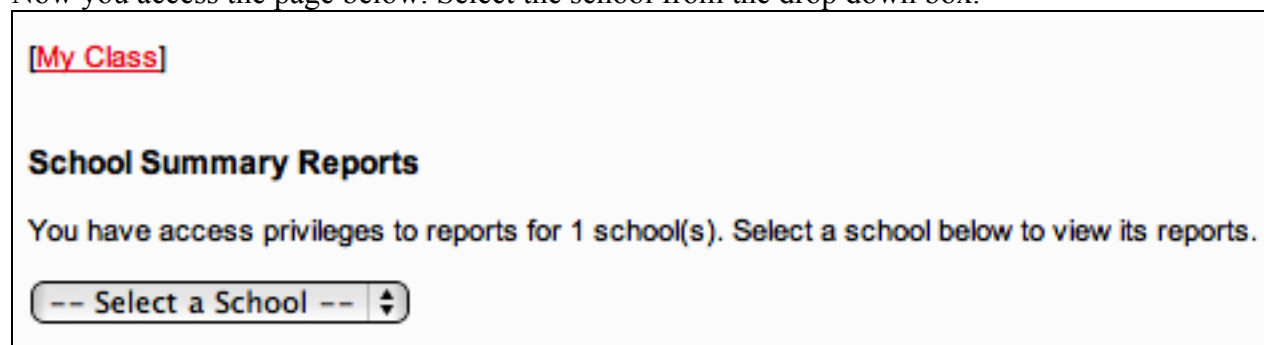 Now you access the page below. Select the school from the drop down box.
[My Class]
School Summary Reports
You have access privileges to reports for 1 school(s). Select a school below to view its reports.
-- Select a School --